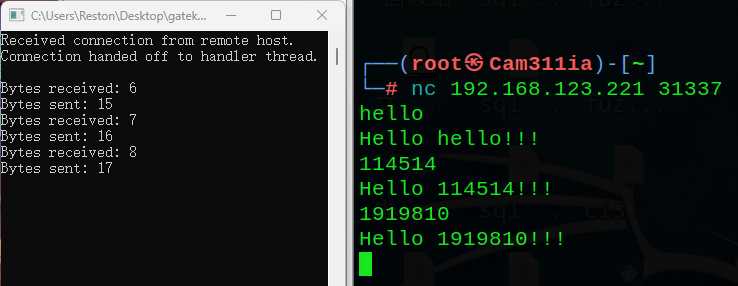 C:\Users\Reston\Desktop\gatek...
Received connection from remote host.
Connection handed off to handler thread.
Bytes received: 6
Bytes sent: 15
Bytes received: 7
Bytes sent: 16
Bytes received: 8
Bytes sent: 17
┌──(root㉿Cam311ia)-[~]
└─# nc 192.168.123.221 31337
hello
Hello hello!!!
114514
Hello 114514!!!
1919810
Hello 1919810!!!